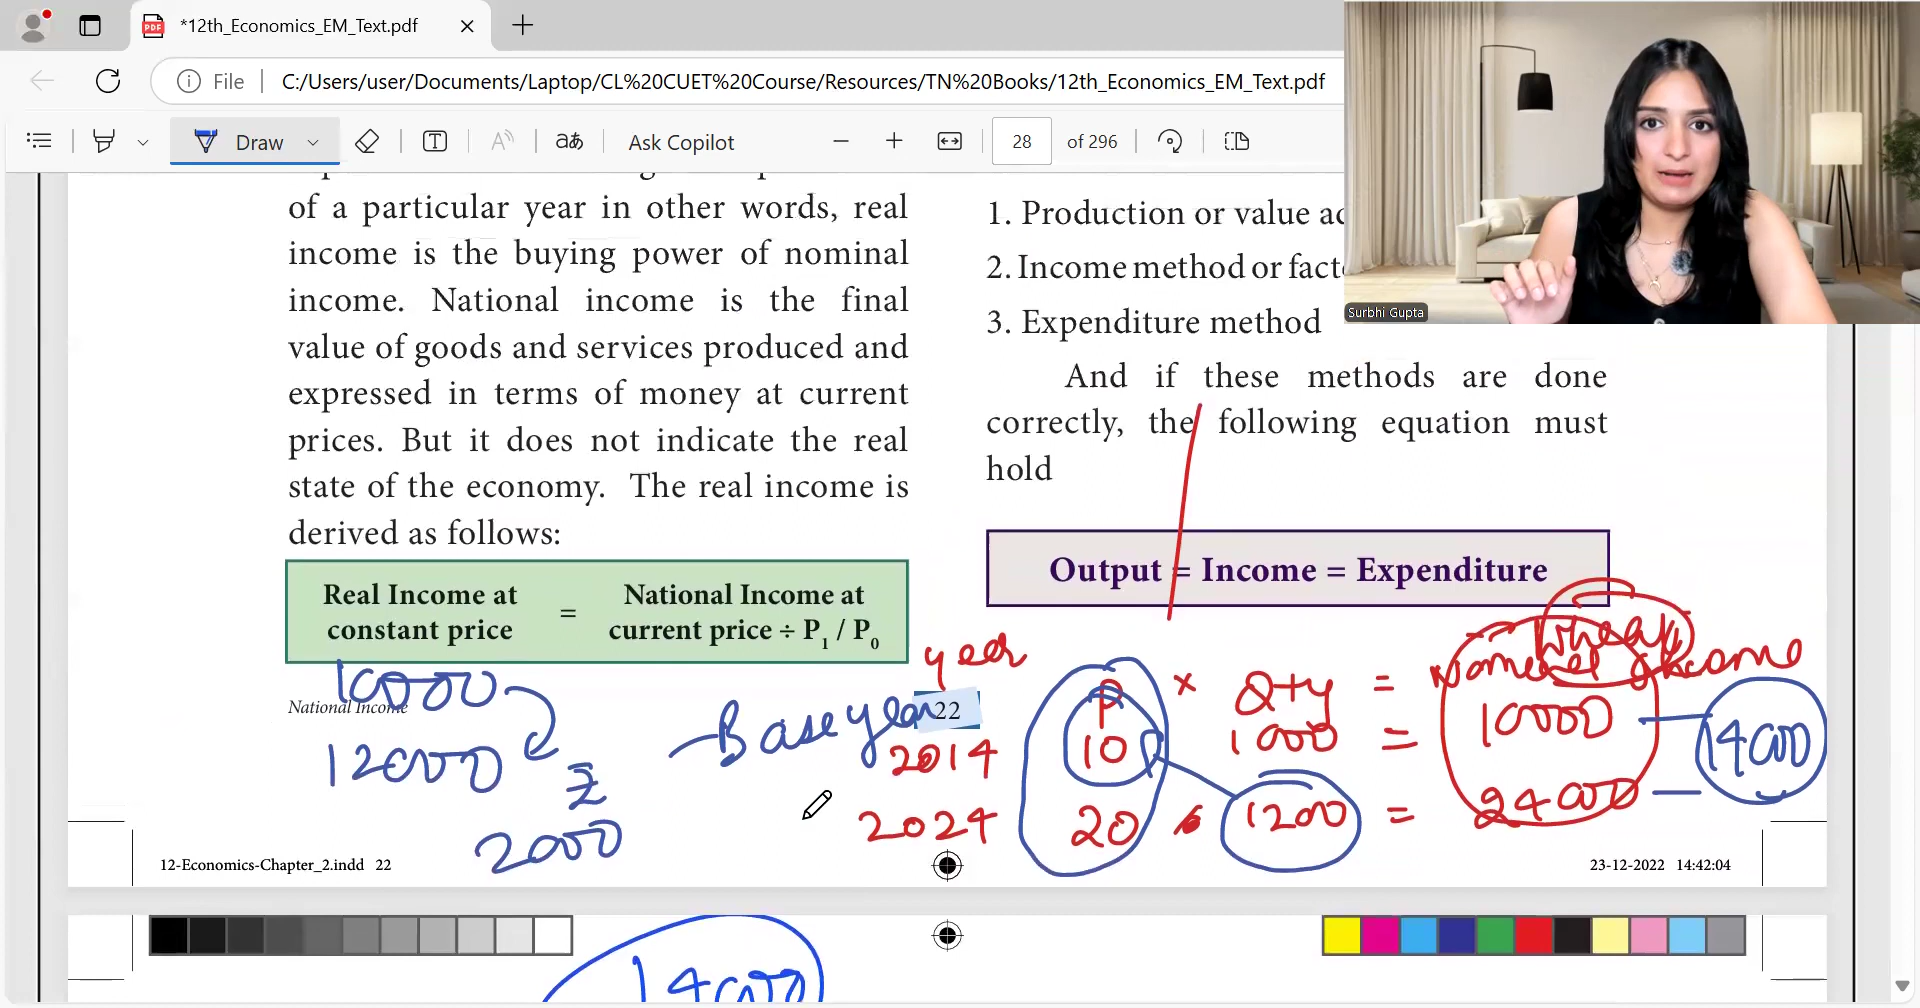 *12th_Economics_EM_Text.pdf
File
C:/Users/user/Documents/Laptop/CL%20CUET%20Course/Resources/TN%20Books/12th_Economics_EM_Text.pdf
Draw
Ask Copilot
28 of 296
Surbhi Gupta
of a particular year in other words, real
income is the buying power of nominal
income. National income is the final
value of goods and services produced and
expressed in terms of money at current
prices. But it does not indicate the real
state of the economy. The real income is
derived as follows:
Real Income at
constant price
=
National Income at
current price ÷ P1 / P0
10000
12000
2000
National Income
22
1. Production or value
2. Income method or
3. Expenditure method
And if these methods are done
correctly, the following equation must
hold
Output = Income = Expenditure
wheat
year P × Qty = Nominal Income
Base year
2014 10 1000 = 10000 — 14000
2024 20 1200 = 24000 —
12-Economics-Chapter_2.indd 22
23-12-2022 14:42:04
14000